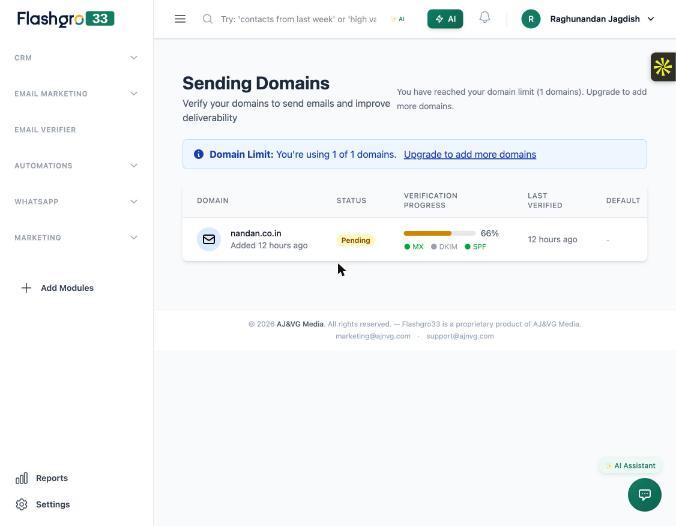 Flashgro 33
Try: 'contacts from last week' or 'high va
AI
AI
R
Raghunandan Jagdish
CRM
EMAIL MARKETING
EMAIL VERIFIER
AUTOMATIONS
WHATSAPP
MARKETING
Add Modules
Reports
Settings
Sending Domains
Verify your domains to send emails and improve
deliverability
You have reached your domain limit (1 domains). Upgrade to add
more domains.
Domain Limit: You're using 1 of 1 domains. Upgrade to add more domains
DOMAIN
STATUS
VERIFICATION
PROGRESS
LAST
VERIFIED
DEFAULT
nandan.co.in
Added 12 hours ago
Pending
66%
MX DKIM SPF
12 hours ago
-
© 2026 AJ&VG Media. All rights reserved. — Flashgro33 is a proprietary product of AJ&VG Media.
marketing@ajnvg.com · support@ajnvg.com
AI Assistant